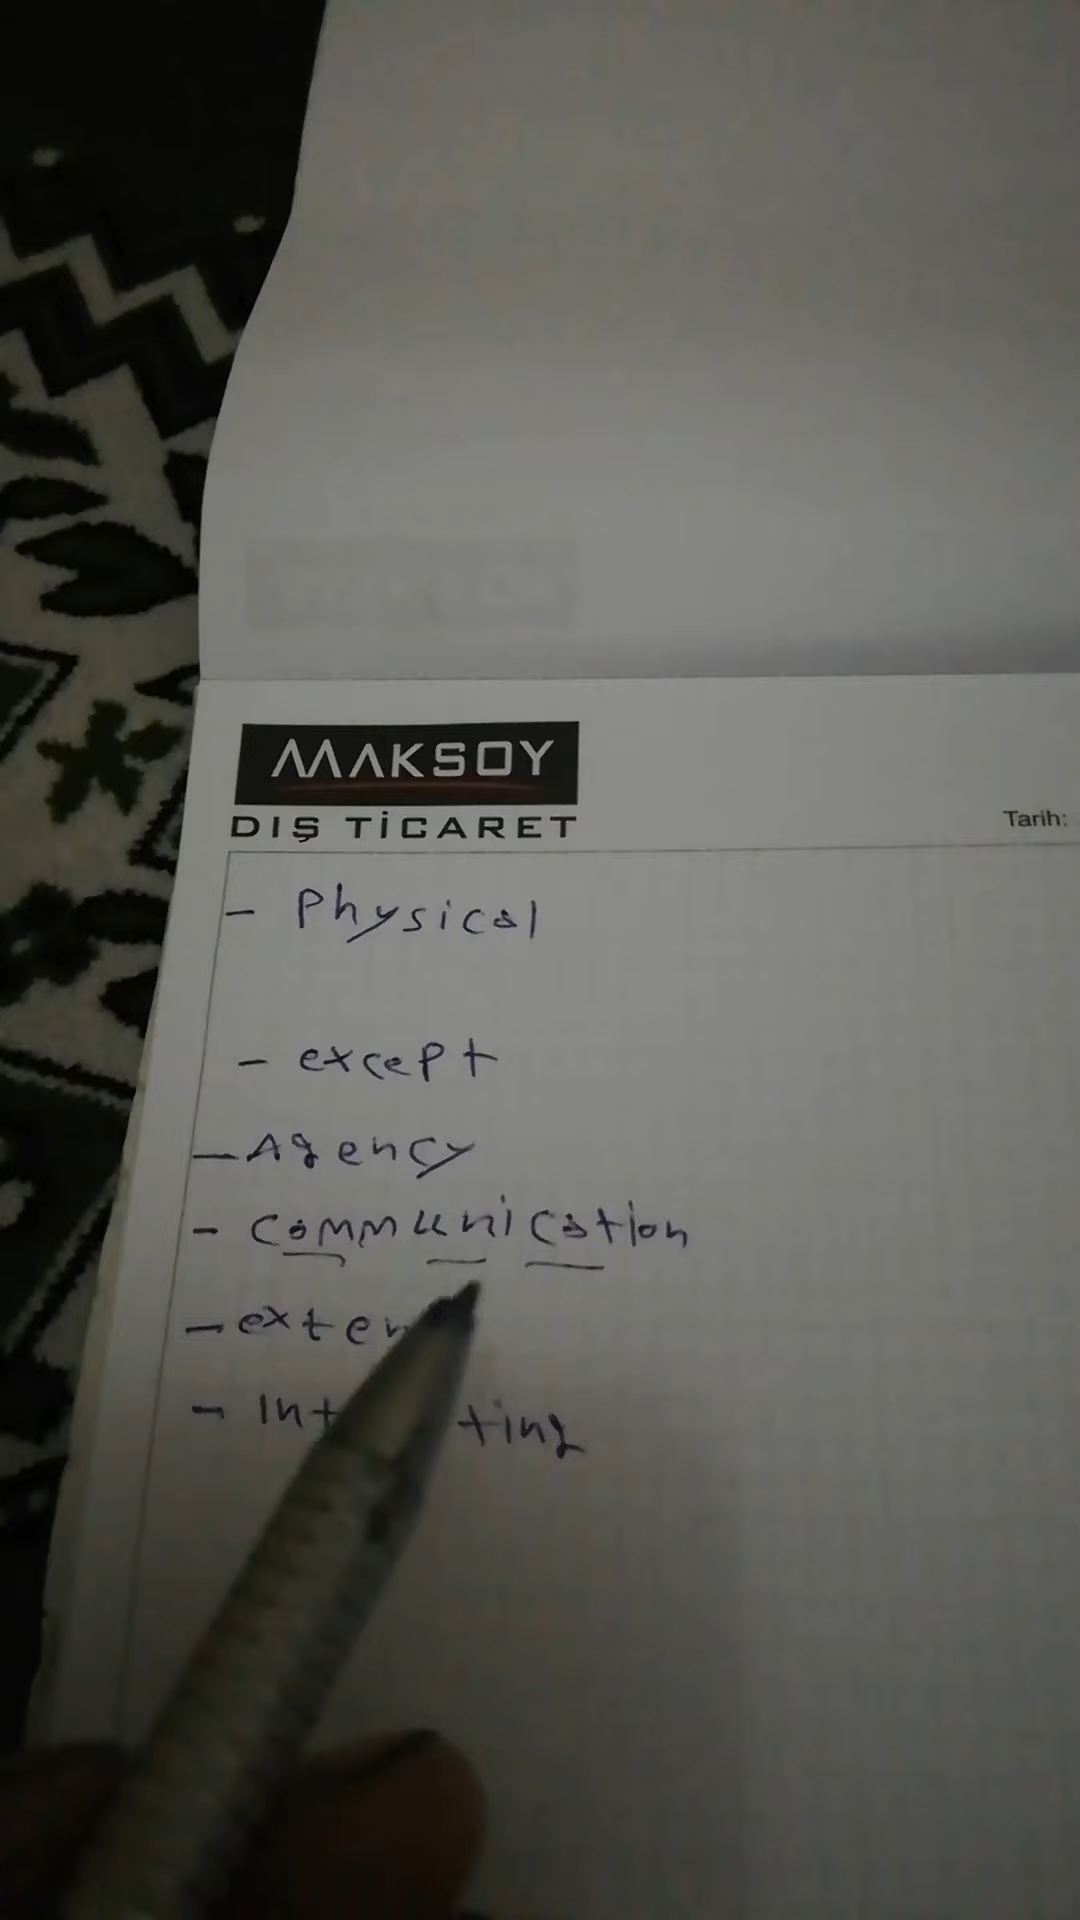 MAKSOY
DIŞ TİCARET
Tarih:
- Physical
- except
- Agency
- Communication